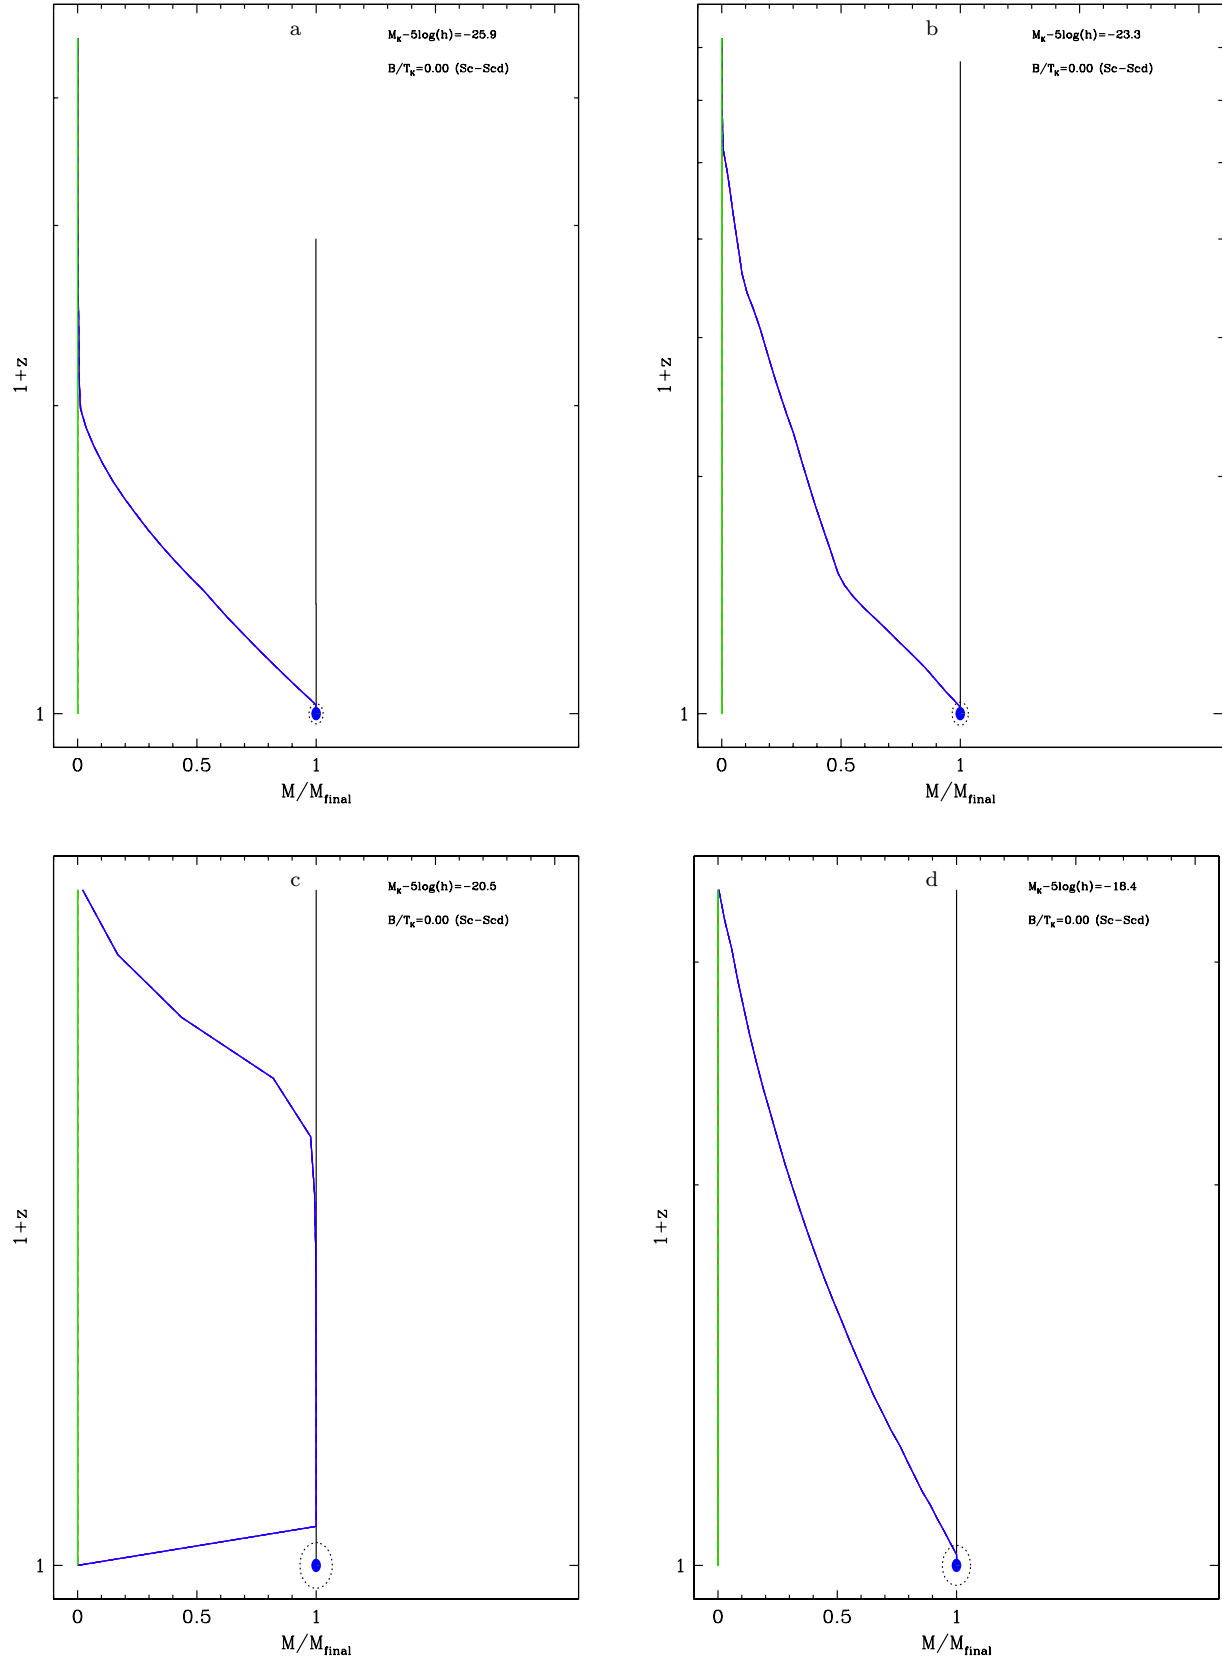 a
M_K-5log(h)=-25.9
B/T_K=0.00 (Sc-Scd)
1+z
1
0 0.5 1
M/M_final
b
M_K-5log(h)=-23.3
B/T_K=0.00 (Sc-Scd)
1+z
1
0 0.5 1
M/M_final
c
M_K-5log(h)=-20.5
B/T_K=0.00 (Sc-Scd)
1+z
1
0 0.5 1
M/M_final
d
M_K-5log(h)=-18.4
B/T_K=0.00 (Sc-Scd)
1+z
1
0 0.5 1
M/M_final